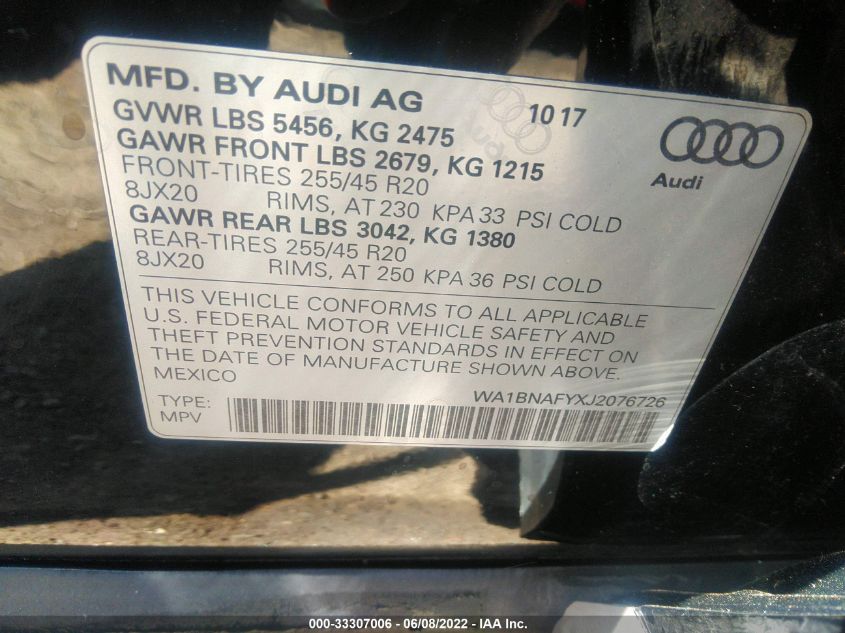 MFD. BY AUDI AG 10 17
GVWR LBS 5456, KG 2475
GAWR FRONT LBS 2679, KG 1215
FRONT-TIRES 255/45 R20
8JX20 RIMS, AT 230 KPA 33 PSI COLD
GAWR REAR LBS 3042, KG 1380
REAR-TIRES 255/45 R20
8JX20 RIMS, AT 250 KPA 36 PSI COLD
Audi
THIS VEHICLE CONFORMS TO ALL APPLICABLE
U.S. FEDERAL MOTOR VEHICLE SAFETY AND
THEFT PREVENTION STANDARDS IN EFFECT ON
THE DATE OF MANUFACTURE SHOWN ABOVE.
MEXICO
TYPE: WA1BNAFYXJ2076726
MPV
000-33307006 - 06/08/2022 - IAA Inc.